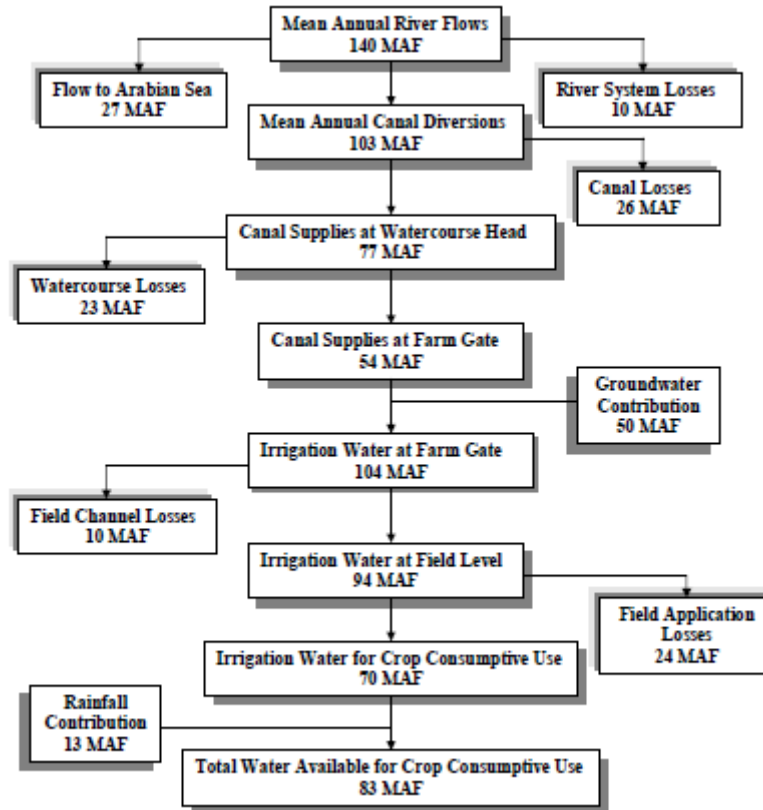 Mean Annual River Flows
140 MAF
Flow to Arabian Sea
27 MAF
River System Losses
10 MAF
Mean Annual Canal Diversions
103 MAF
Canal Losses
26 MAF
Canal Supplies at Watercourse Head
77 MAF
Watercourse Losses
23 MAF
Canal Supplies at Farm Gate
54 MAF
Groundwater
Contribution
50 MAF
Irrigation Water at Farm Gate
104 MAF
Field Channel Losses
10 MAF
Irrigation Water at Field Level
94 MAF
Field Application
Losses
24 MAF
Irrigation Water for Crop Consumptive Use
70 MAF
Rainfall
Contribution
13 MAF
Total Water Available for Crop Consumptive Use
83 MAF